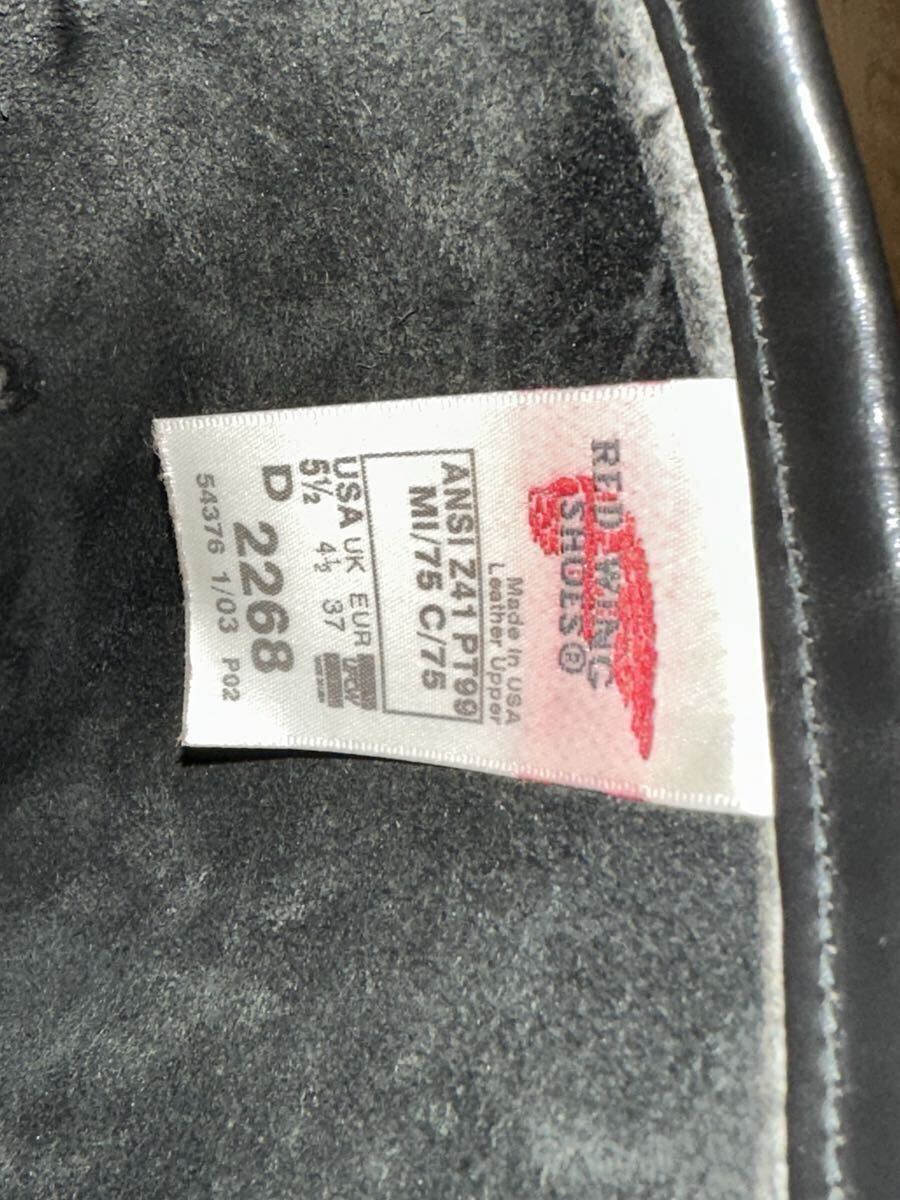 RED WING
SHOES®
Made In USA
Leather Upper
ANSI Z41 PT99
MI/75 C/75
USA UK EUR
5½ 4½ 37
D 2268
54376 1/03 P02